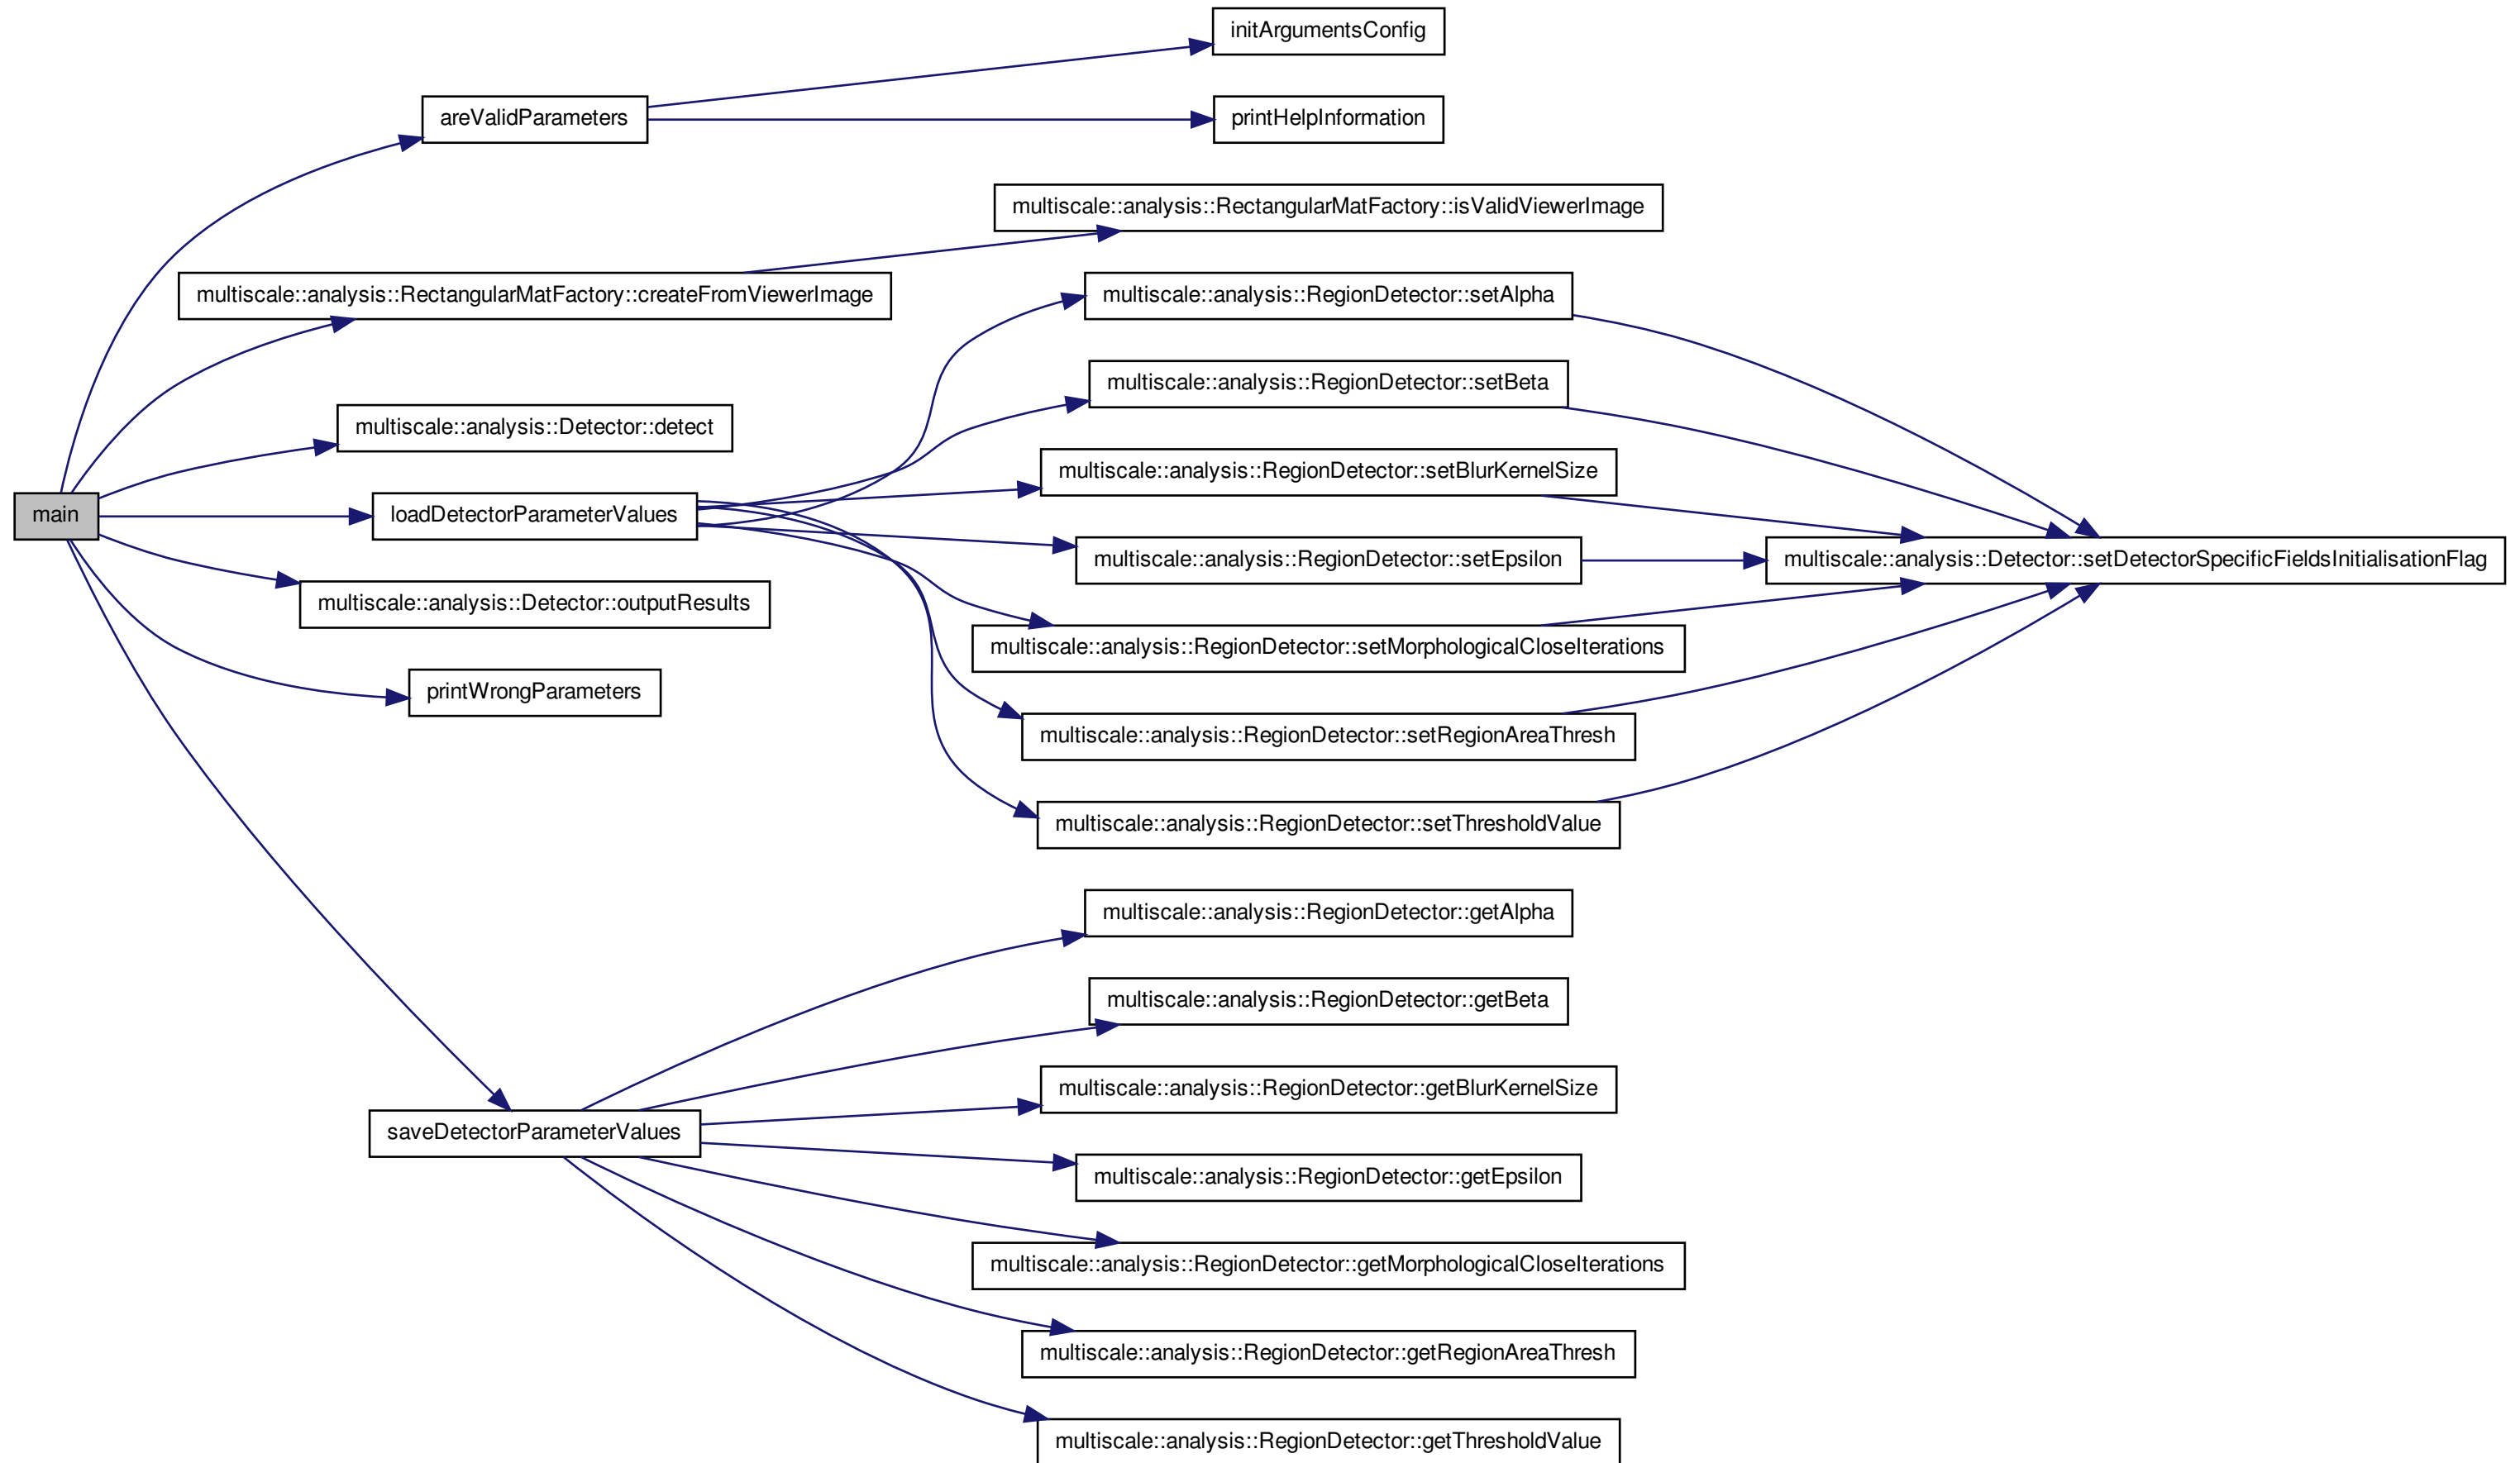 initArgumentsConfig
areValidParameters
printHelpInformation
multiscale::analysis::RectangularMatFactory::isValidViewerImage
multiscale::analysis::RectangularMatFactory::createFromViewerImage
multiscale::analysis::RegionDetector::setAlpha
multiscale::analysis::RegionDetector::setBeta
multiscale::analysis::Detector::detect
multiscale::analysis::RegionDetector::setBlurKernelSize
main
loadDetectorParameterValues
multiscale::analysis::RegionDetector::setEpsilon
multiscale::analysis::Detector::setDetectorSpecificFieldsInitialisationFlag
multiscale::analysis::Detector::outputResults
multiscale::analysis::RegionDetector::setMorphologicalCloseIterations
printWrongParameters
multiscale::analysis::RegionDetector::setRegionAreaThresh
multiscale::analysis::RegionDetector::setThresholdValue
multiscale::analysis::RegionDetector::getAlpha
multiscale::analysis::RegionDetector::getBeta
multiscale::analysis::RegionDetector::getBlurKernelSize
saveDetectorParameterValues
multiscale::analysis::RegionDetector::getEpsilon
multiscale::analysis::RegionDetector::getMorphologicalCloseIterations
multiscale::analysis::RegionDetector::getRegionAreaThresh
multiscale::analysis::RegionDetector::getThresholdValue